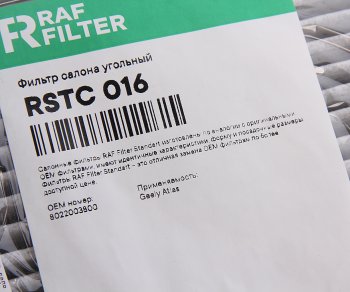 RAF
FILTER
Фильтр салона угольный
RSTC 016
Салонные фильтры RAF Filter Standart изготовлены по аналогии с оригинальными
OEM фильтрами, имеют идентичные характеристики, форму и посадочные размеры
Фильтр RAF Filter Standart – это отличная замена OEM фильтрам по более
доступной цене.
OEM номер:
8022003800
Применяемость:
Geely Atlas